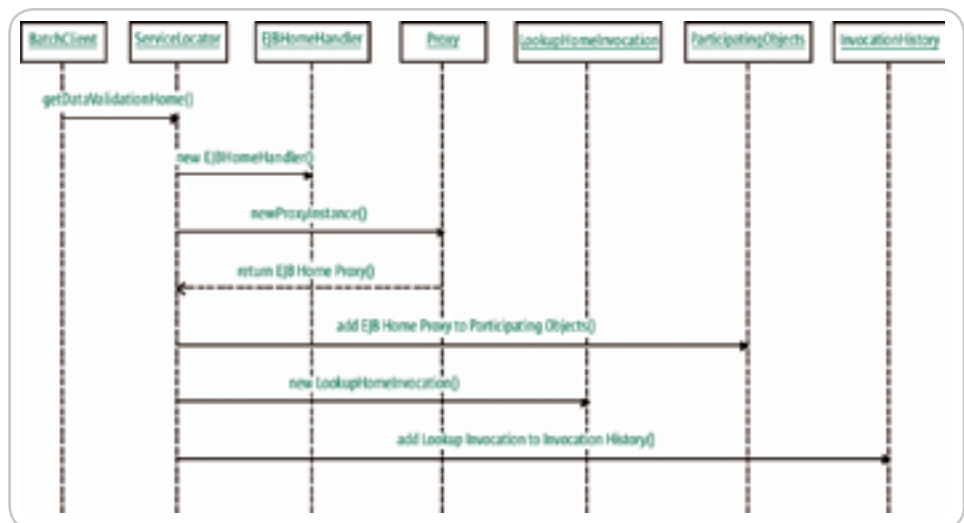 BatchClient
ServiceLocator
EJBHomeHandler
Proxy
LookupHomeInvocation
ParticipatingObjects
InvocationHistory
getDataValidationHome()
new EJBHomeHandler()
newProxyInstance()
return EJB Home Proxy()
add EJB Home Proxy to Participating Objects()
new LookupHomeInvocation()
add Lookup Invocation to Invocation History()